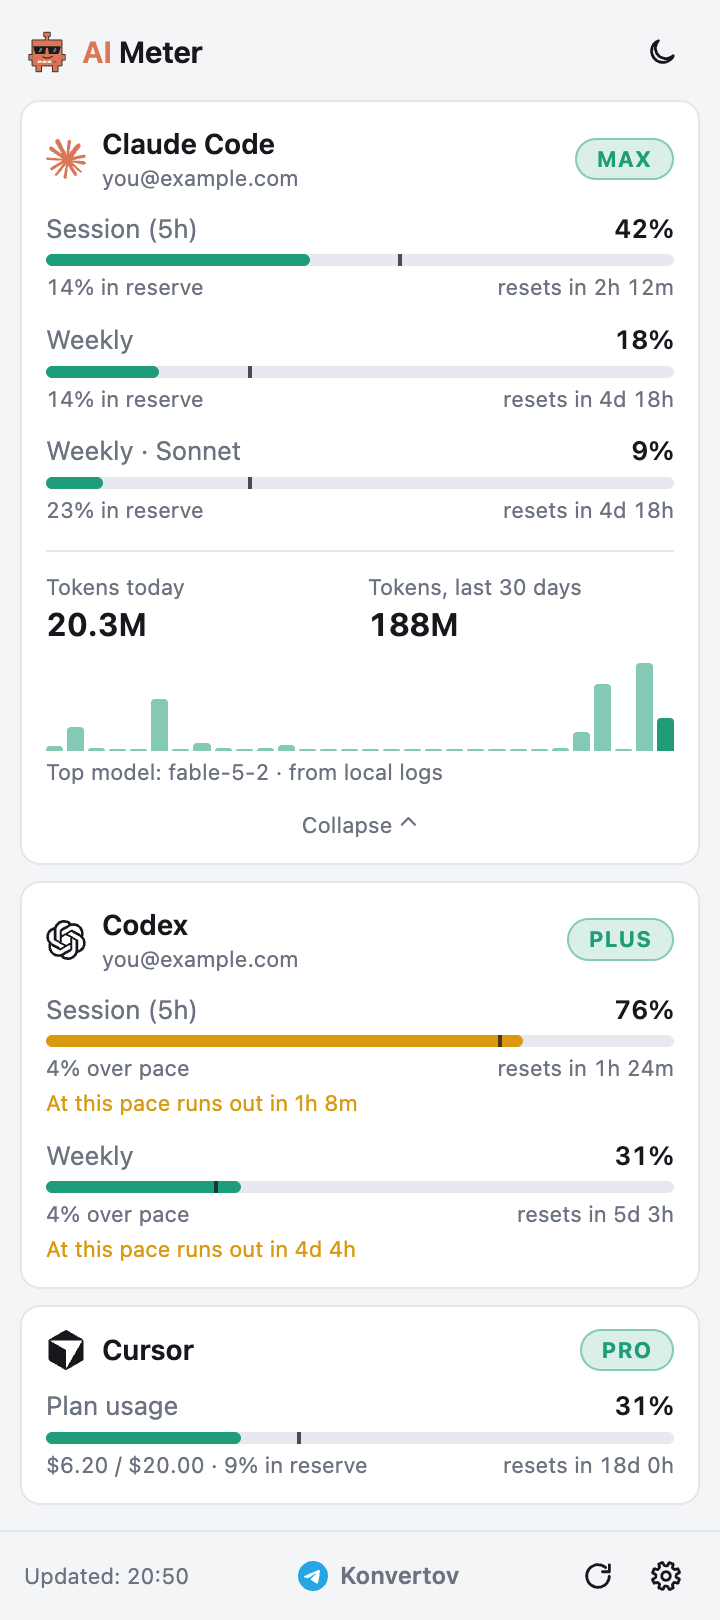 AI Meter
Claude Code
MAX
you@example.com
Session (5h) 42%
14% in reserve resets in 2h 12m
Weekly 18%
14% in reserve resets in 4d 18h
Weekly · Sonnet 9%
23% in reserve resets in 4d 18h
Tokens today Tokens, last 30 days
20.3M 188M
Top model: fable-5-2 · from local logs
Collapse
Codex
PLUS
you@example.com
Session (5h) 76%
4% over pace resets in 1h 24m
At this pace runs out in 1h 8m
Weekly 31%
4% over pace resets in 5d 3h
At this pace runs out in 4d 4h
Cursor PRO
Plan usage 31%
$6.20 / $20.00 · 9% in reserve resets in 18d 0h
Updated: 20:50 Konvertov